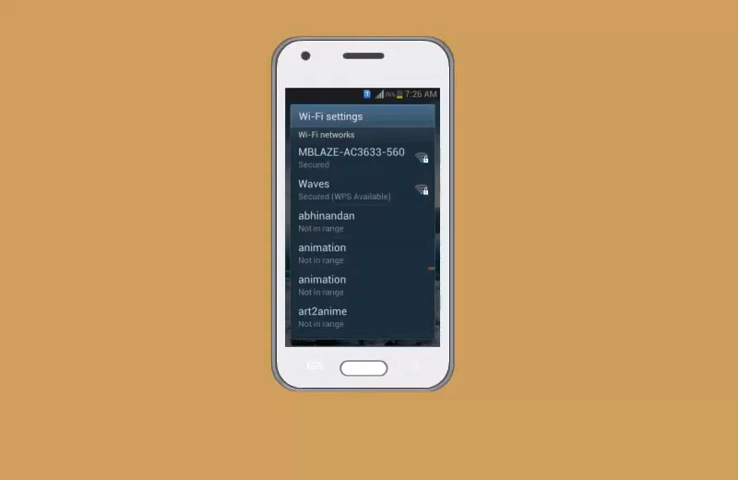 26% 7:26 AM
Wi-Fi settings
Wi-Fi networks
MBLAZE-AC3633-560
Secured
Waves
Secured (WPS Available)
abhinandan
Not in range
animation
Not in range
animation
Not in range
art2anime
Not in range